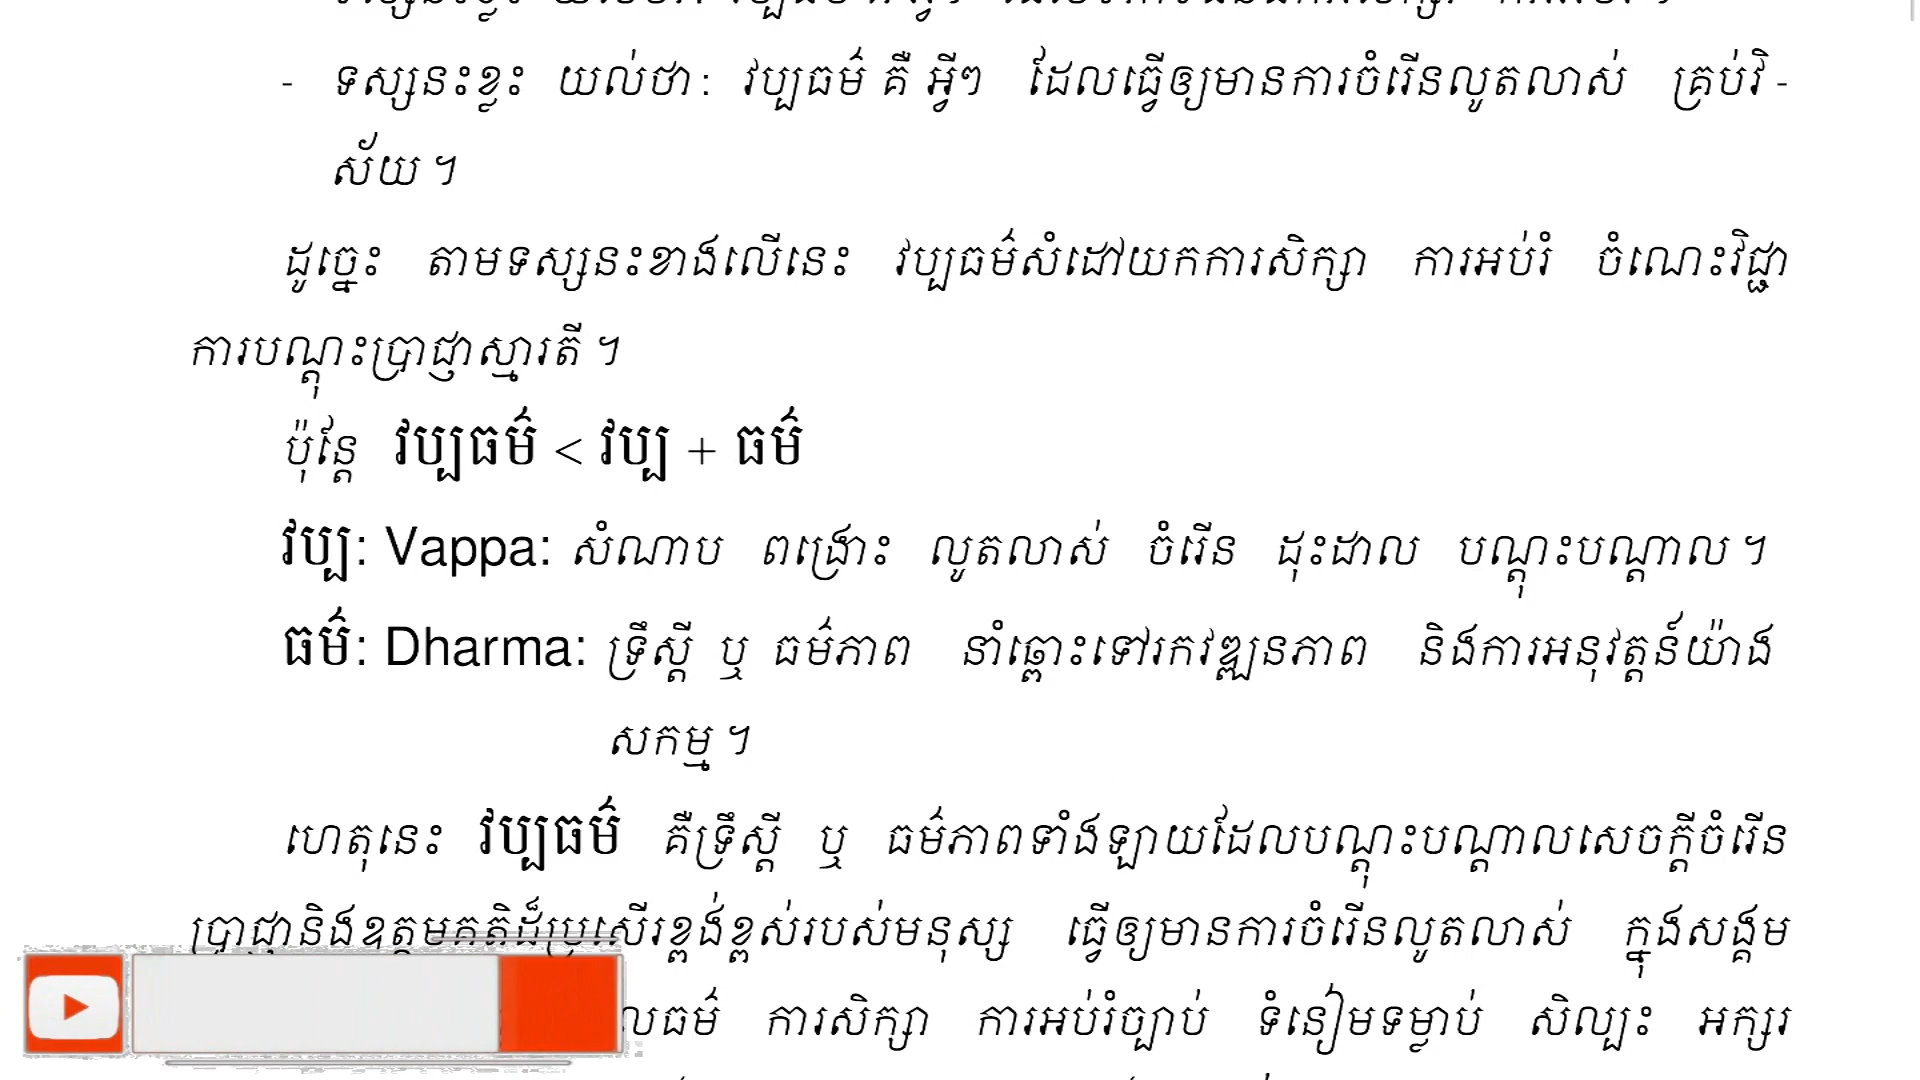 - ទស្សនះខ្លះ យល់ថា : វប្បធម៌ គឺ អ្វីៗ ដែលធ្វើឲ្យមានការចំរើនលូតលាស់ គ្រប់វិ -
ស័យ ។
ដូច្នេះ តាមទស្សនះខាងលើនេះ វប្បធម៌សំដៅយកការសិក្សា ការអប់រំ ចំណេះវិជ្ជា
ការបណ្ដុះប្រាជ្ញាស្មារតី ។
ប៉ុន្តែ វប្បធម៌ < វប្ប + ធម៌
វប្ប: Vappa: សំណាប ពង្រោះ លូតលាស់ ចំរើន ដុះដាល បណ្ដុះបណ្ដាល ។
ធម៌: Dharma: ទ្រឹស្ដី ឬ ធម៌ភាព នាំឆ្ពោះទៅរកវឌ្ឍនភាព និងការអនុវត្តន៍យ៉ាង
សកម្ម ។
ហេតុនេះ វប្បធម៌ គឺទ្រឹស្ដី ឬ ធម៌ភាពទាំងឡាយដែលបណ្ដុះបណ្ដាលសេចក្ដីចំរើន
ប្រាជ្ញានិងឧត្តមគតិដ៏ប្រសើរខ្ពង់ខ្ពស់របស់មនុស្ស ធ្វើឲ្យមានការចំរើនលូតលាស់ ក្នុងសង្គម
ការសិក្សា ការអប់រំច្បាប់ ទំនៀមទម្លាប់ សិល្បះ អក្សរ